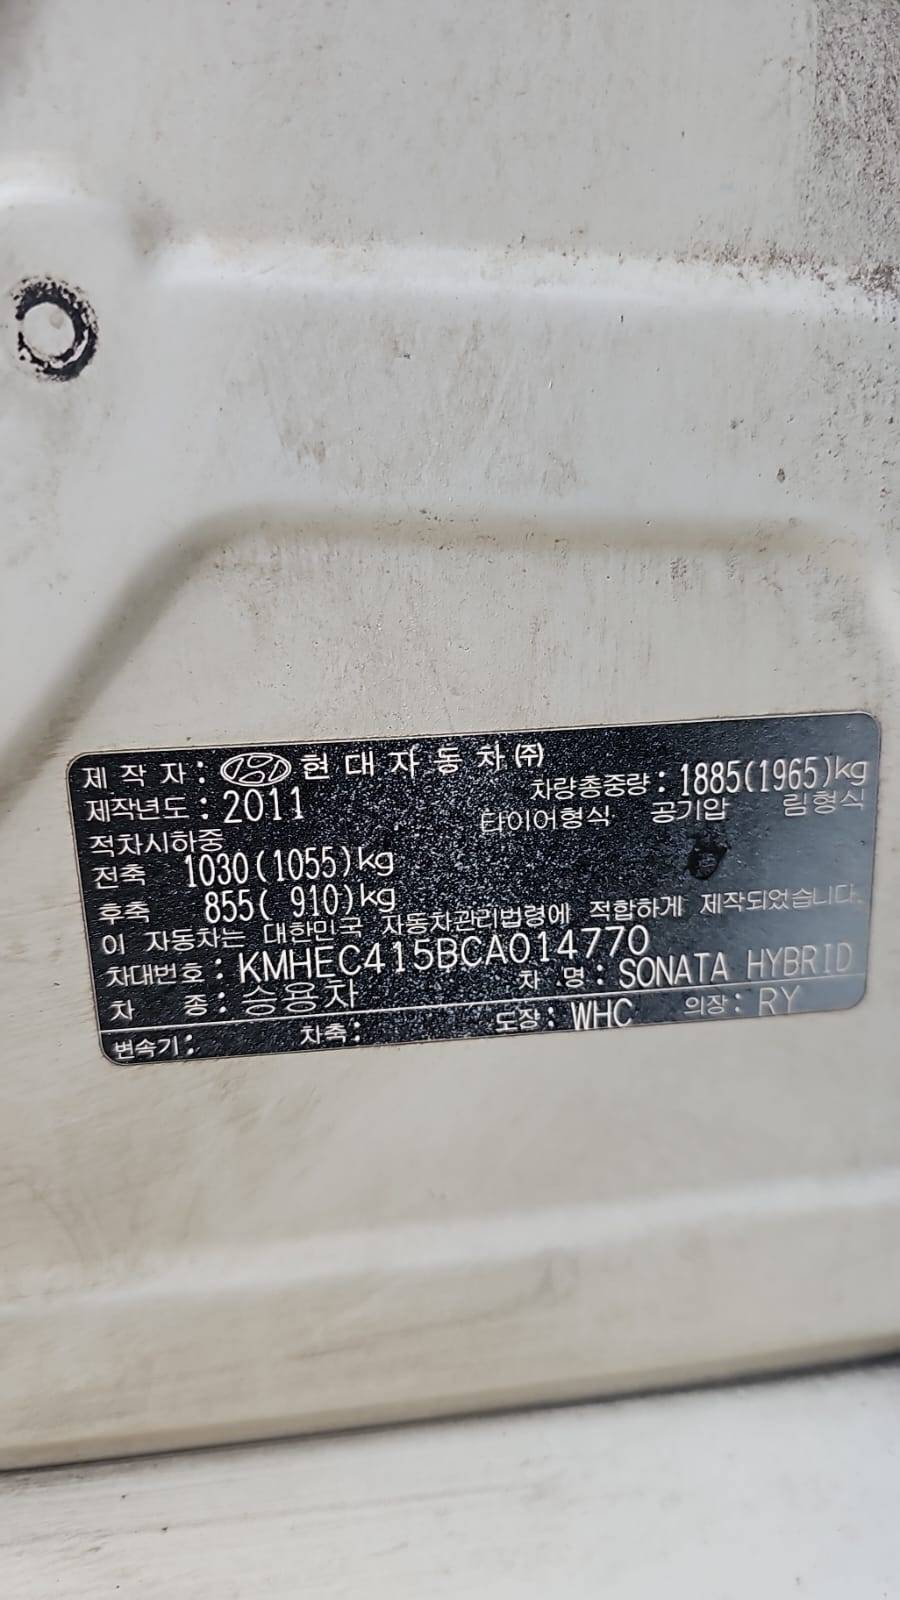 제 작 자 : 현 대 자 동 차 ㈜
제작년도 : 2011
차량총중량 : 1885(1965)kg
타이어형식 공기압 림형식
적차시하중
전축 1030(1055)kg
후축 855( 910)kg
이 자동차는 대한민국 자동차관리법령에 적합하게 제작되었습니다.
차대번호 : KMHEC415BCA014770
차 종 : 승용차 차 명 : SONATA HYBRID
변속기 : 차축 : 도장 : WHC 의장 : RY